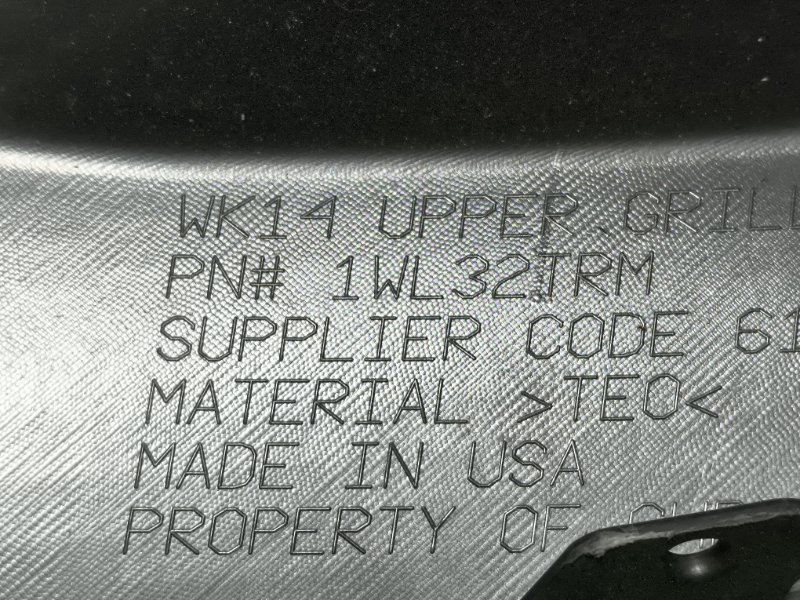 WK14 UPPER GRILL
PN# 1WL32TRM
SUPPLIER CODE 61
MATERIAL >TEO<
MADE IN USA
PROPERTY OF